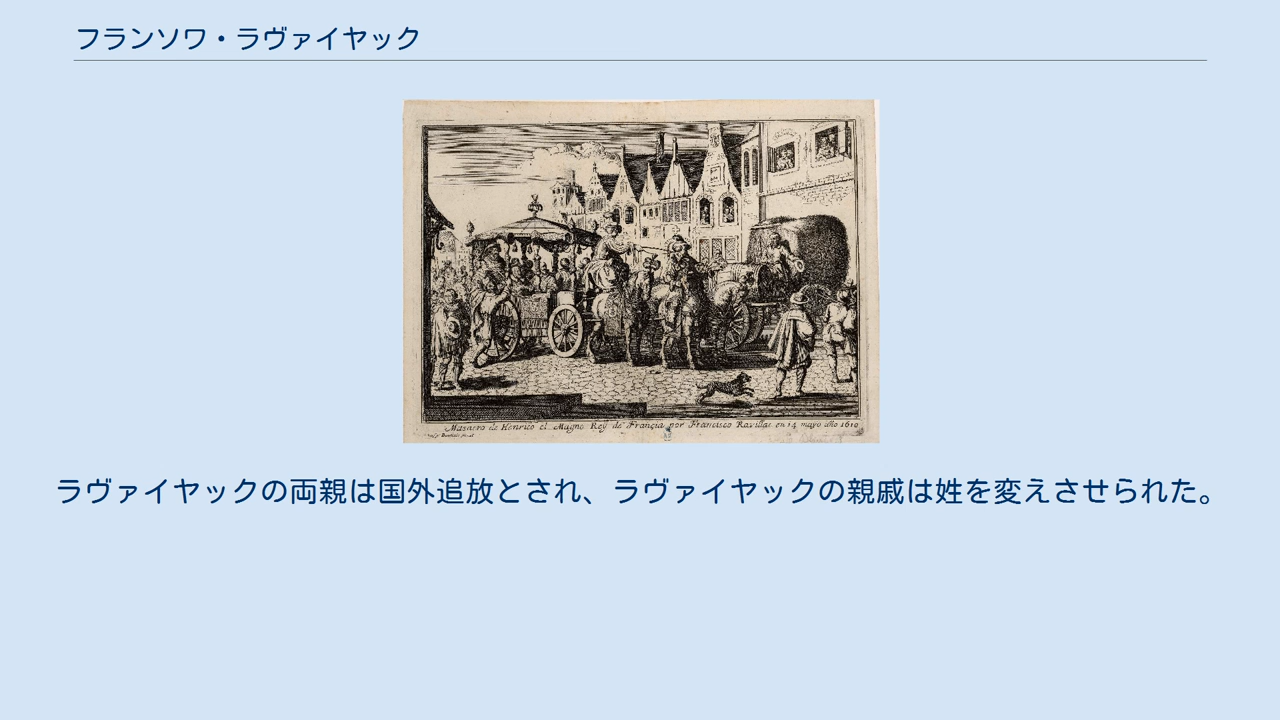 フランソワ・ラヴァイヤック
Masacro de Henrico el Magno Rey de Françia por Francisco Ravillas en 14 mayo año 1610
ラヴァイヤックの両親は国外追放とされ、ラヴァイヤックの親戚は姓を変えさせられた。